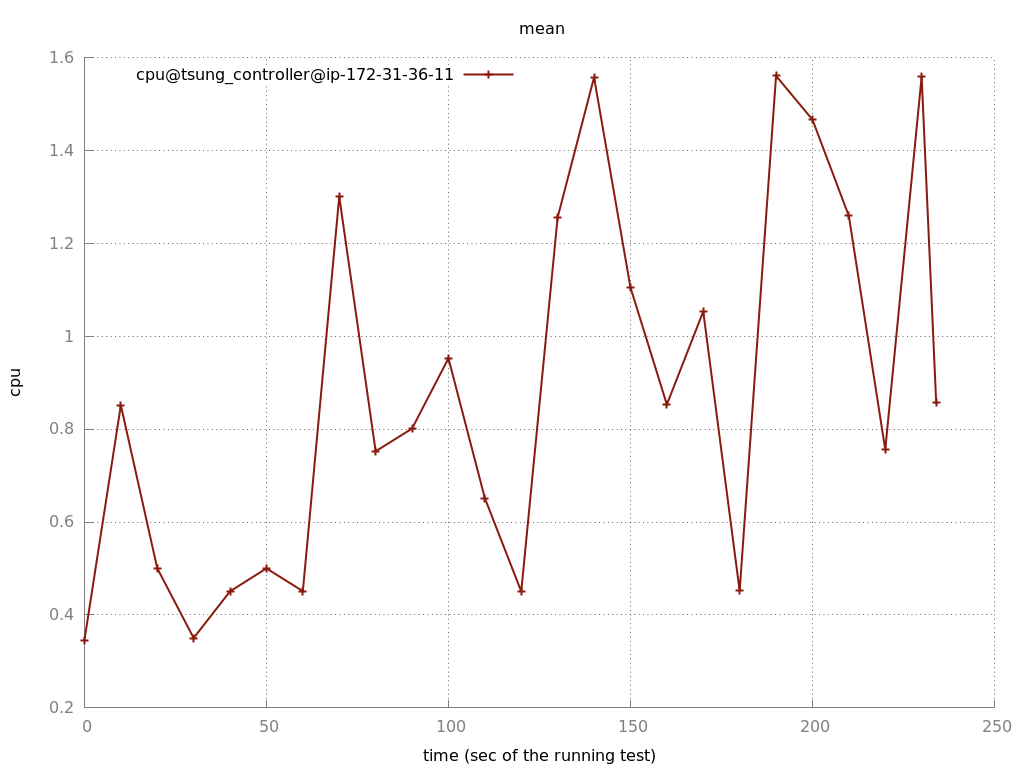 mean
1.6
cpu@tsung_controller@ip-172-31-36-11
1.4
1.2
1
cpu
0.8
0.6
0.4
0.2
0 50 100 150 200 250
time (sec of the running test)